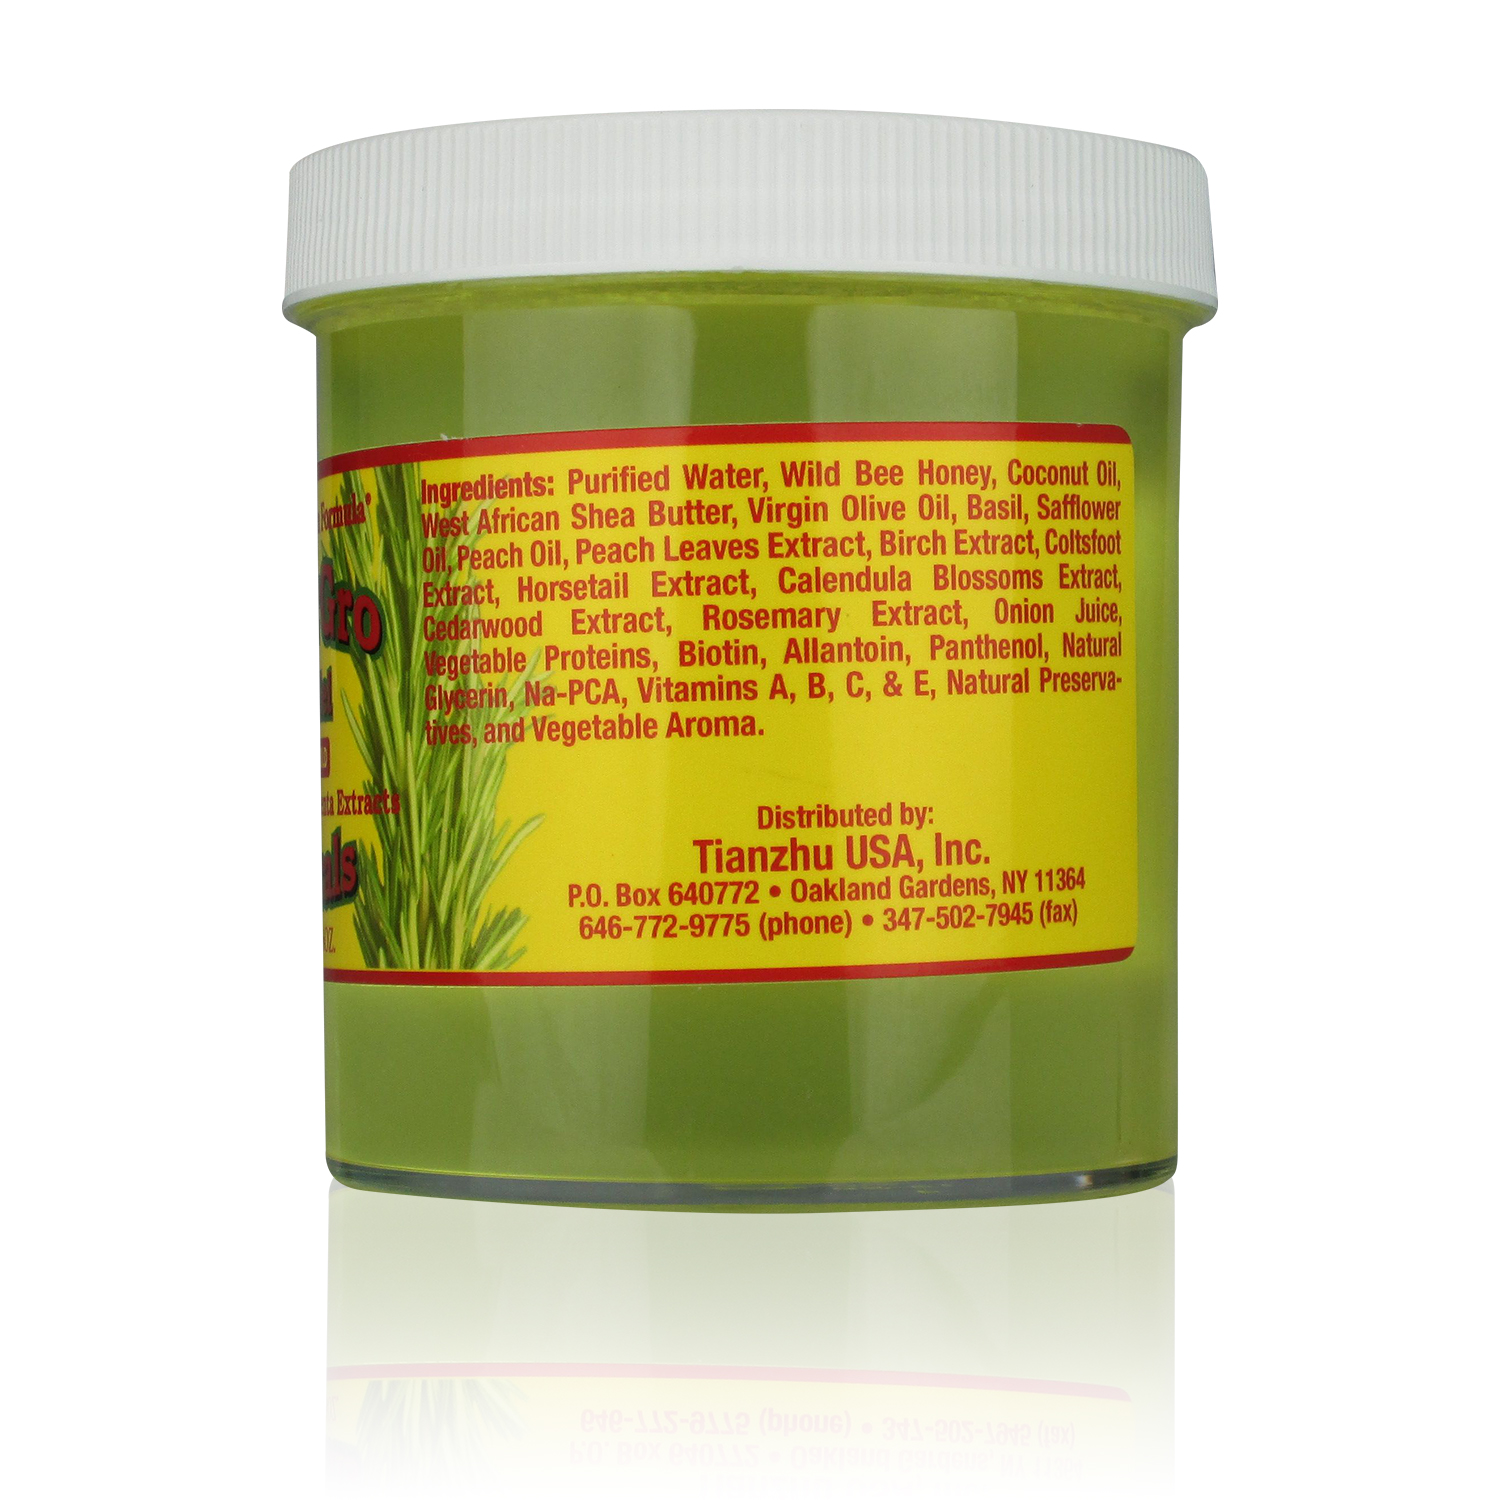 Formula
Gro
Extracts
Ingredients: Purified Water, Wild Bee Honey, Coconut Oil,
West African Shea Butter, Virgin Olive Oil, Basil, Safflower
Oil, Peach Oil, Peach Leaves Extract, Birch Extract, Coltsfoot
Extract, Horsetail Extract, Calendula Blossoms Extract,
Cedarwood Extract, Rosemary Extract, Onion Juice,
Vegetable Proteins, Biotin, Allantoin, Panthenol, Natural
Glycerin, Na-PCA, Vitamins A, B, C, & E, Natural Preserva-
tives, and Vegetable Aroma.
Distributed by:
Tianzhu USA, Inc.
P.O. Box 640772 • Oakland Gardens, NY 11364
646-772-9775 (phone) • 347-502-7945 (fax)